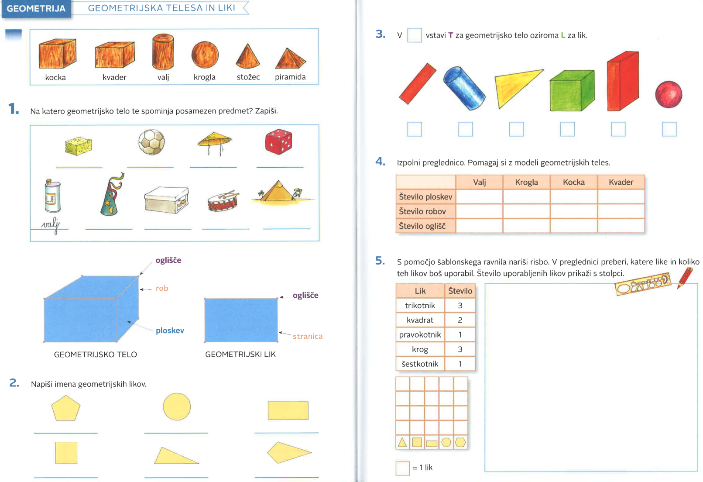 GEOMETRIJA GEOMETRIJSKA TELESA IN LIKI
kocka kvader valj krogla stožec piramida
1. Na katero geometrijsko telo te spominja posamezen predmet? Zapiši.
valj
oglišče
rob
ploskev
GEOMETRIJSKO TELO
oglišče
stranica
GEOMETRIJSKI LIK
2. Napiši imena geometrijskih likov.
3. V vstavi T za geometrijsko telo oziroma L za lik.
4. Izpolni preglednico. Pomagaj si z modeli geometrijskih teles.
Valj Krogla Kocka Kvader
Število ploskev
Število robov
Število oglišč
5. S pomočjo šablonskega ravnila nariši risbo. V preglednici preberi, katere like in koliko
teh likov boš uporabil. Število uporabljenih likov prikaži s stolpci.
Lik Število
trikotnik 3
kvadrat 2
pravokotnik 1
krog 3
šestkotnik 1
= 1 lik